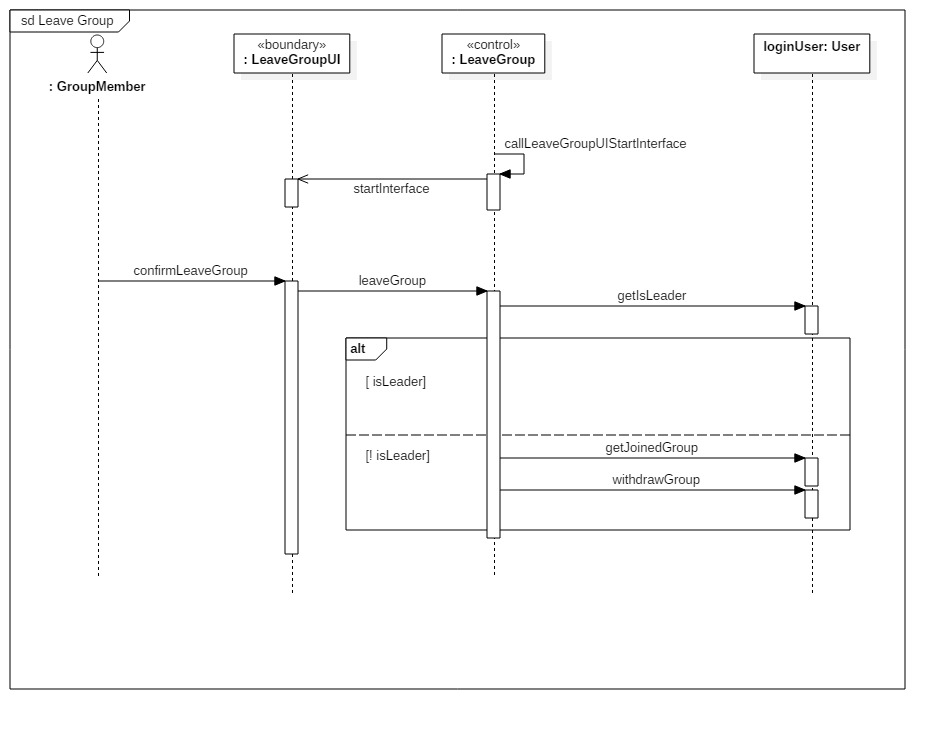 sd Leave Group
«boundary»
: LeaveGroupUI
«control»
: LeaveGroup
loginUser: User
: GroupMember
callLeaveGroupUIStartInterface
startInterface
confirmLeaveGroup
leaveGroup
getIsLeader
alt
[ isLeader]
getJoinedGroup
[! isLeader]
withdrawGroup